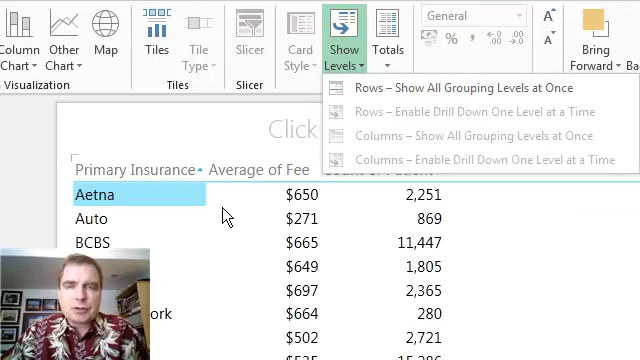 Column Chart
Other Chart
Map
Tiles
Tile Type
Slicer
Card Style
Show Levels
Totals
General
$ %
Bring Forward
Visualization
Tiles
Slicer
Rows – Show All Grouping Levels at Once
Rows – Enable Drill Down One Level at a Time
Columns – Show All Grouping Levels at Once
Columns – Enable Drill Down One Level at a Time
Click
Primary Insurance Average of Fee
Aetna $650 2,251
Auto $271 869
BCBS $665 11,447
$649 1,805
$697 2,365
ork $664 280
$502 2,721